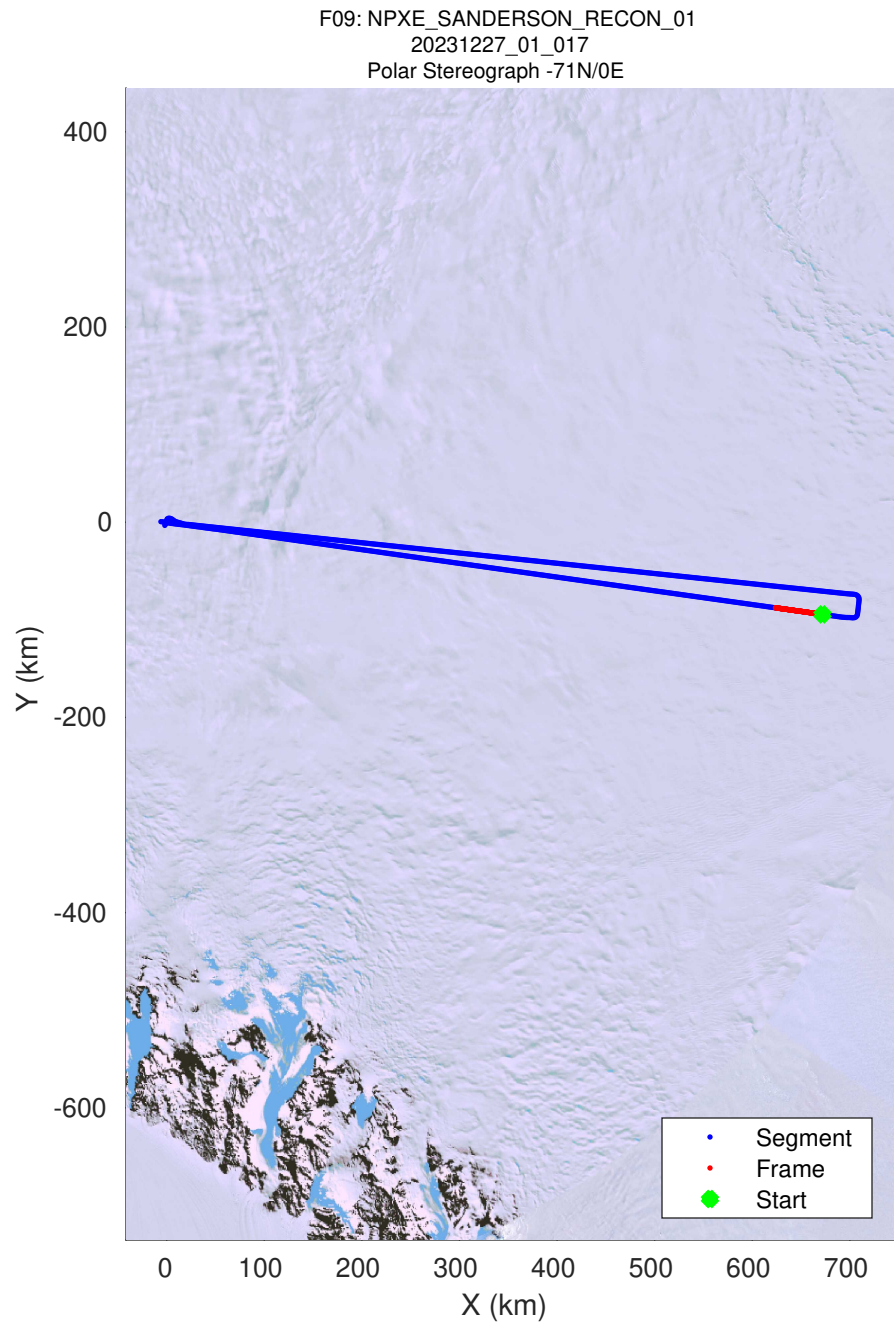 F09: NPXE_SANDERSON_RECON_01
20231227_01_017
Polar Stereograph -71N/0E
400
200
0
-200
-400
-600
Y (km)
Segment
Frame
Start
0 100 200 300 400 500 600 700
X (km)